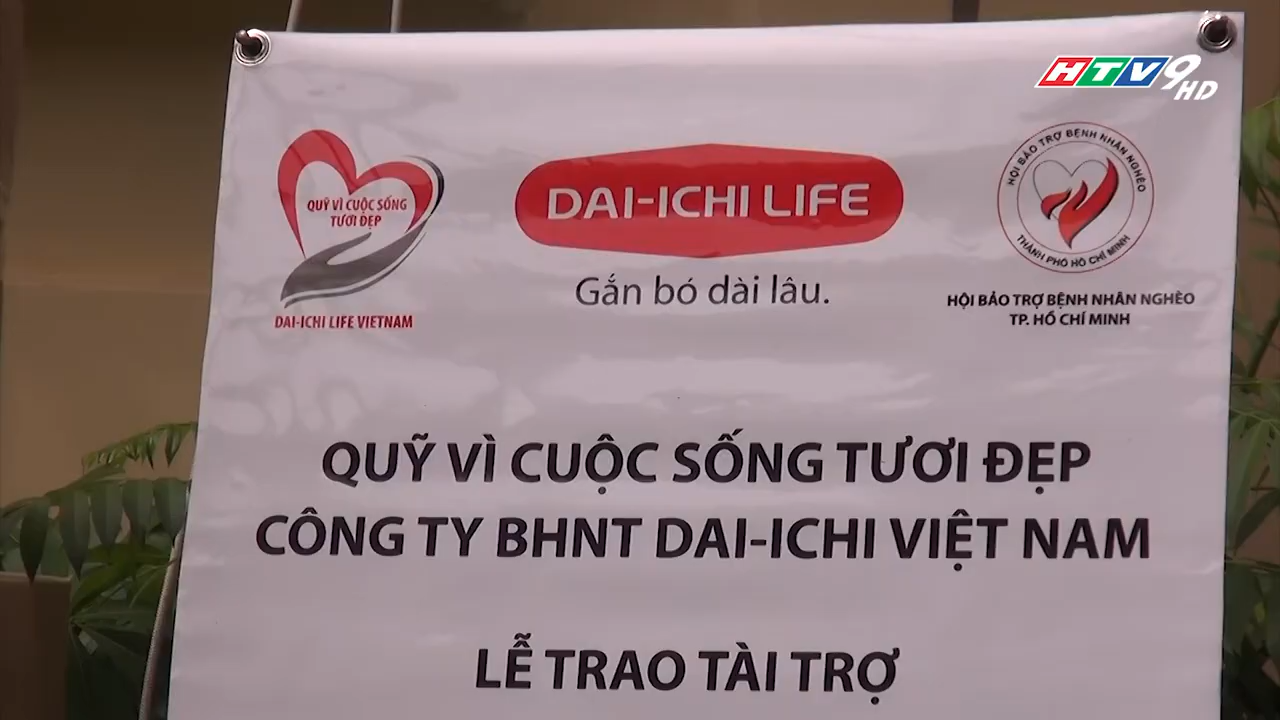 HTV9 HD
QUỸ VÌ CUỘC SỐNG
TƯƠI ĐẸP
DAI-ICHI LIFE VIETNAM
DAI-ICHI LIFE
Gắn bó dài lâu.
HỘI BẢO TRỢ BỆNH NHÂN NGHÈO
THÀNH PHỐ HỒ CHÍ MINH
HỘI BẢO TRỢ BỆNH NHÂN NGHÈO
TP. HỒ CHÍ MINH
QUỸ VÌ CUỘC SỐNG TƯƠI ĐẸP
CÔNG TY BHNT DAI-ICHI VIỆT NAM
LỄ TRAO TÀI TRỢ